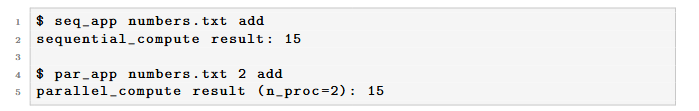 1 $ seq_app numbers.txt add
2 sequential_compute result: 15
3
4 $ par_app numbers.txt 2 add
5 parallel_compute result (n_proc=2): 15